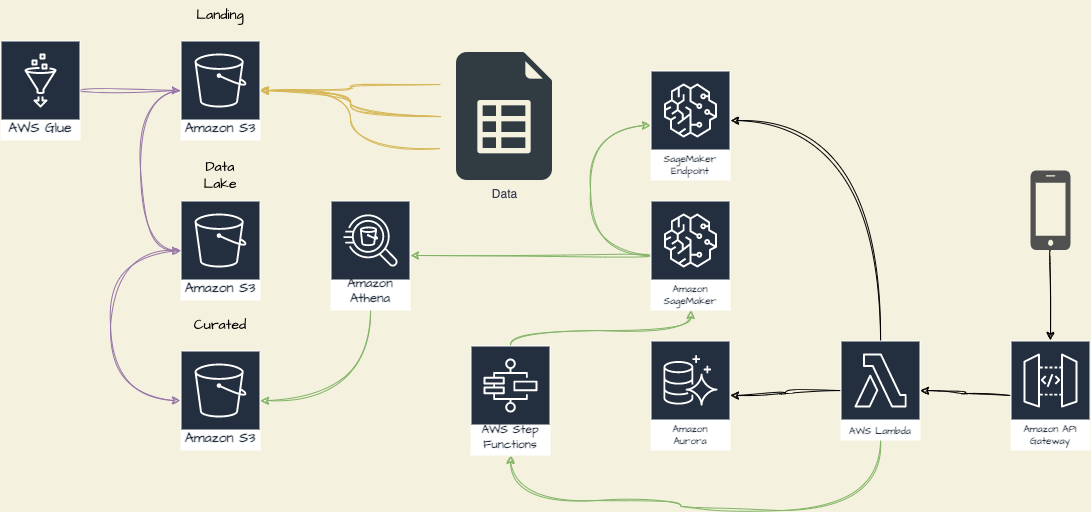 Landing
AWS Glue
Amazon S3
Data
Data
Lake
Amazon S3
Curated
Amazon S3
Amazon
Athena
SageMaker
Endpoint
Amazon
SageMaker
AWS Step
Functions
Amazon
Aurora
AWS Lambda
Amazon API
Gateway